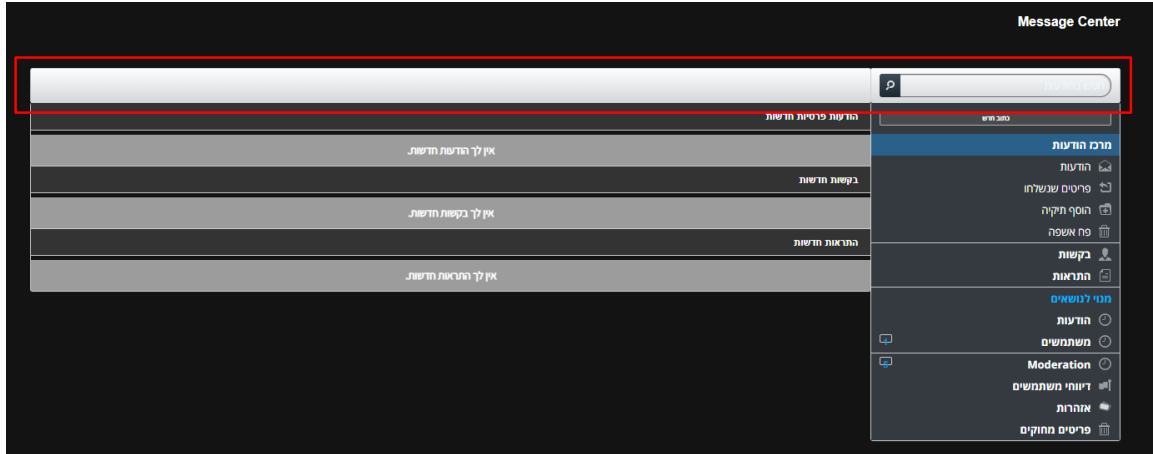 Message Center
כתוב חדש
מרכז הודעות
הודעות
פריטים שנשלחו
הוסף תיקיה
פח אשפה
בקשות
התראות
מנוי לנושאים
הודעות
משתמשים 4
Moderation 5
דיווחי משתמשים
אזהרות
פריטים מחוקים
הודעות פרטיות חדשות
אין לך הודעות חדשות.
בקשות חדשות
אין לך בקשות חדשות.
התראות חדשות
אין לך התראות חדשות.